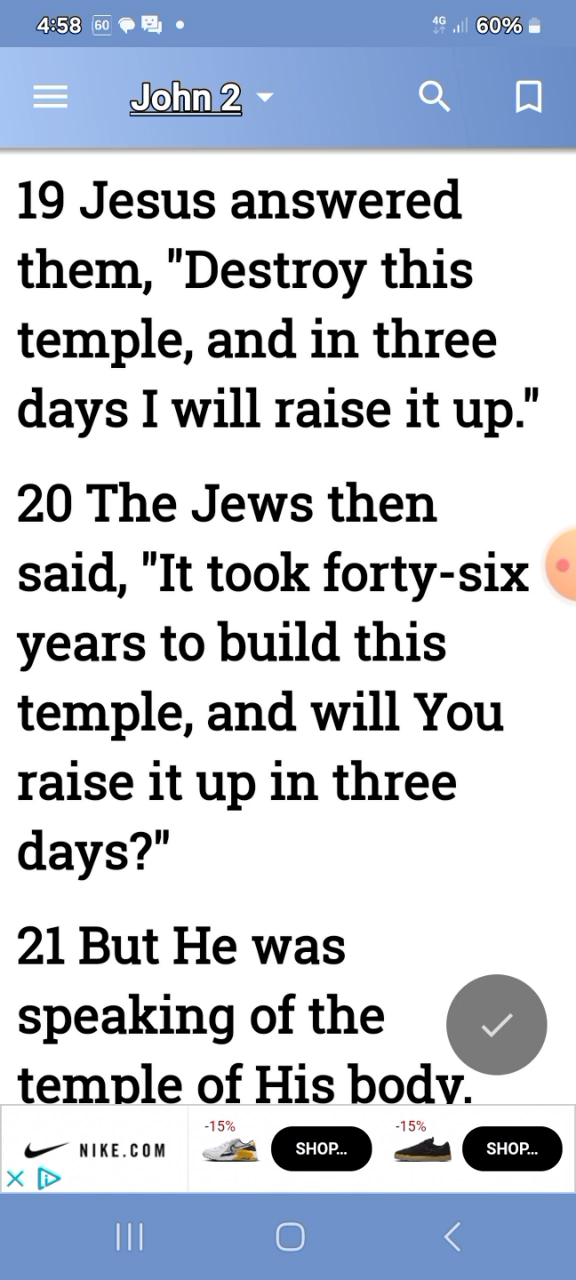 4:58 60 4G 60%
John 2
19 Jesus answered
them, "Destroy this
temple, and in three
days I will raise it up."
20 The Jews then
said, "It took forty-six
years to build this
temple, and will You
raise it up in three
days?"
21 But He was
speaking of the
temple of His body.
NIKE.COM
-15%
SHOP...
-15%
SHOP...